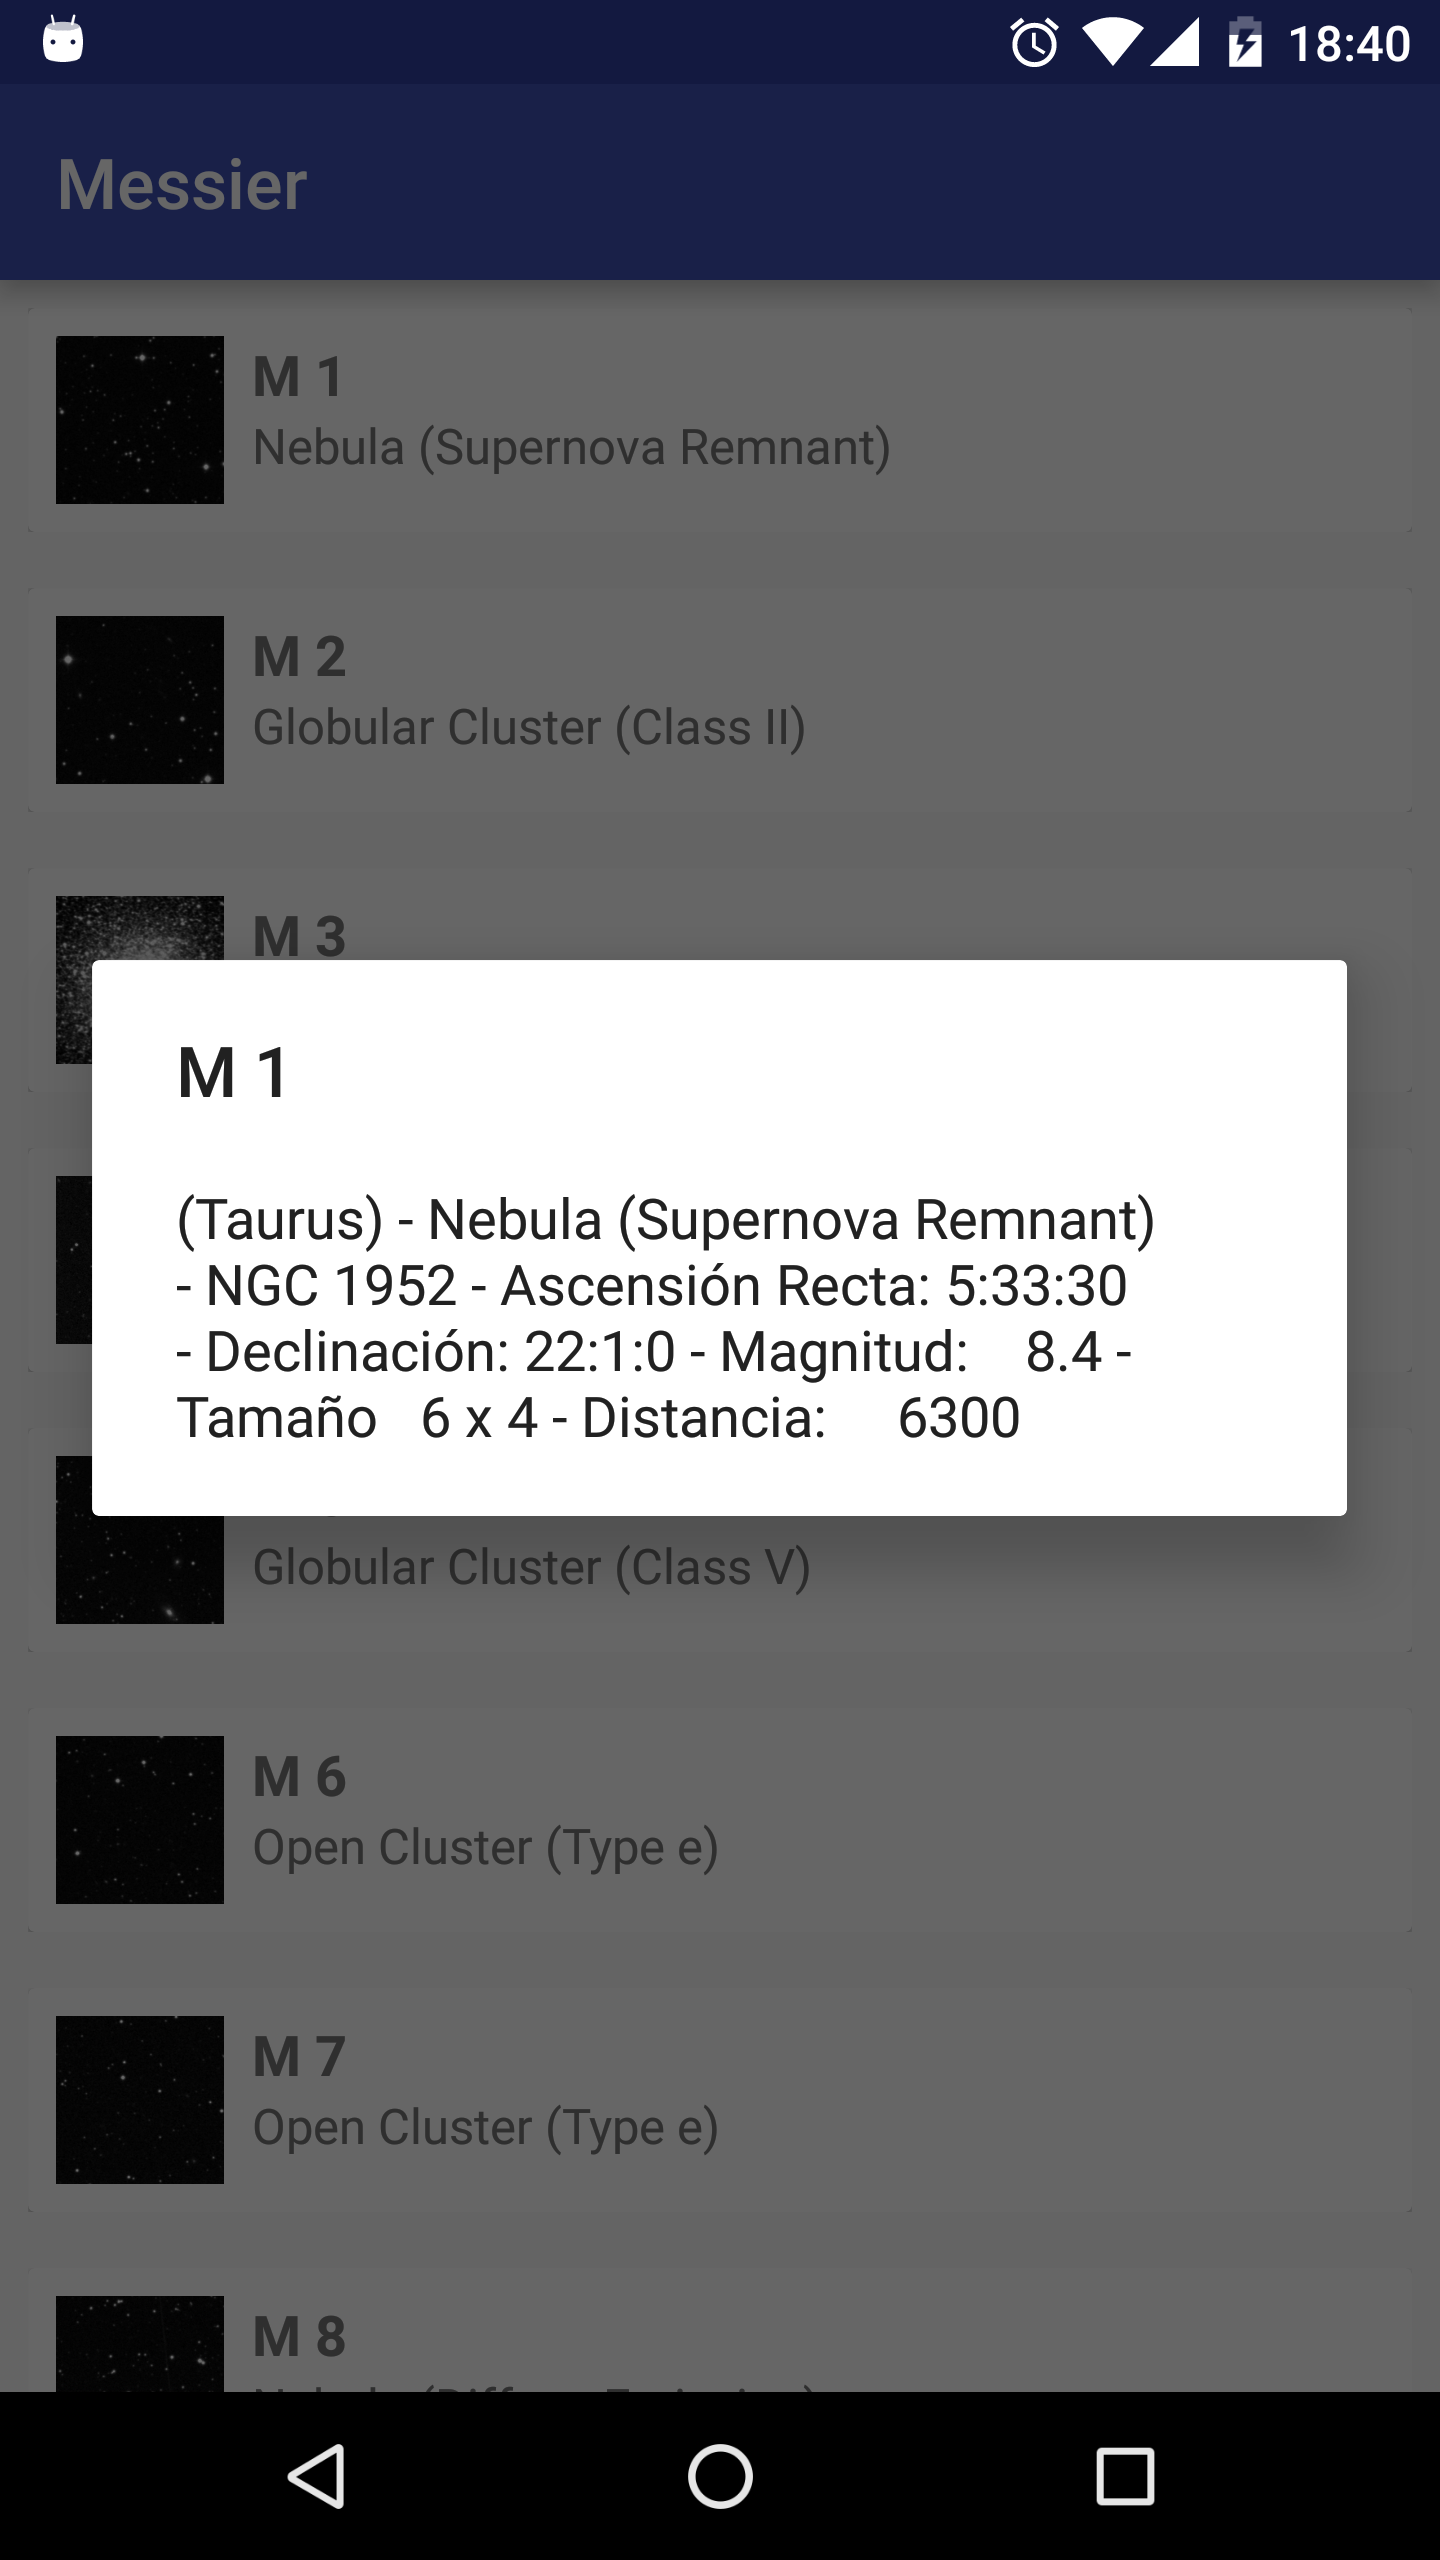 18:40
Messier
M 1
Nebula (Supernova Remnant)
M 2
Globular Cluster (Class II)
M 3
M 1
(Taurus) - Nebula (Supernova Remnant)
- NGC 1952 - Ascensión Recta: 5:33:30
- Declinación: 22:1:0 - Magnitud:    8.4 -
Tamaño   6 x 4 - Distancia:     6300
Globular Cluster (Class V)
M 6
Open Cluster (Type e)
M 7
Open Cluster (Type e)
M 8